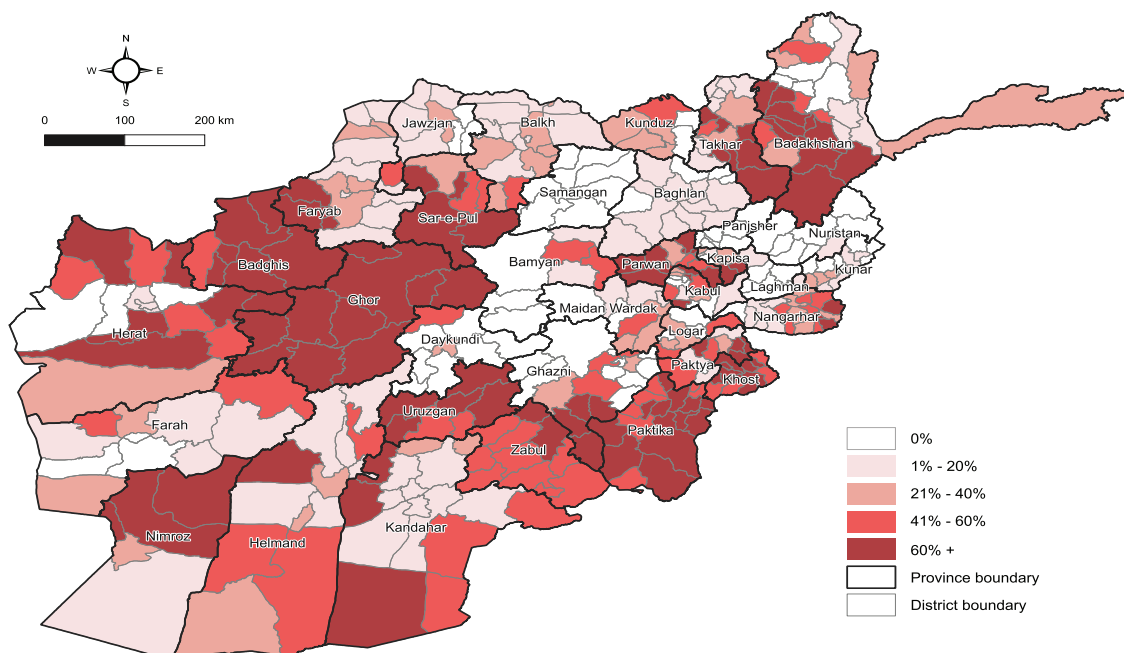 N
W E
S
0 100 200 km
Jawzjan
Balkh
Kunduz
Takhar
Badakhshan
Samangan
Baghlan
Faryab
Sar-e-Pul
Panjsher
Nuristan
Badghis
Bamyan
Parwan
Kapisa
Kunar
Ghor
Kabul
Laghman
Maidan Wardak
Nangarhar
Herat
Daykundi
Logar
Ghazni
Paktya
Khost
Uruzgan
Farah
Paktika
Zabul
Kandahar
Nimroz
Helmand
0%
1% - 20%
21% - 40%
41% - 60%
60% +
Province boundary
District boundary